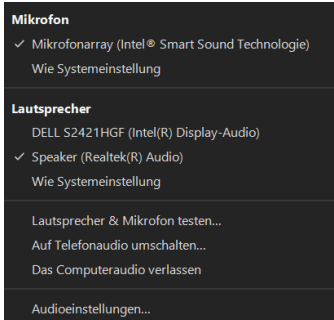 Mikrofon
✓ Mikrofonarray (Intel® Smart Sound Technologie)
Wie Systemeinstellung
Lautsprecher
DELL S2421HGF (Intel(R) Display-Audio)
✓ Speaker (Realtek(R) Audio)
Wie Systemeinstellung
Lautsprecher & Mikrofon testen...
Auf Telefonaudio umschalten...
Das Computeraudio verlassen
Audioeinstellungen...